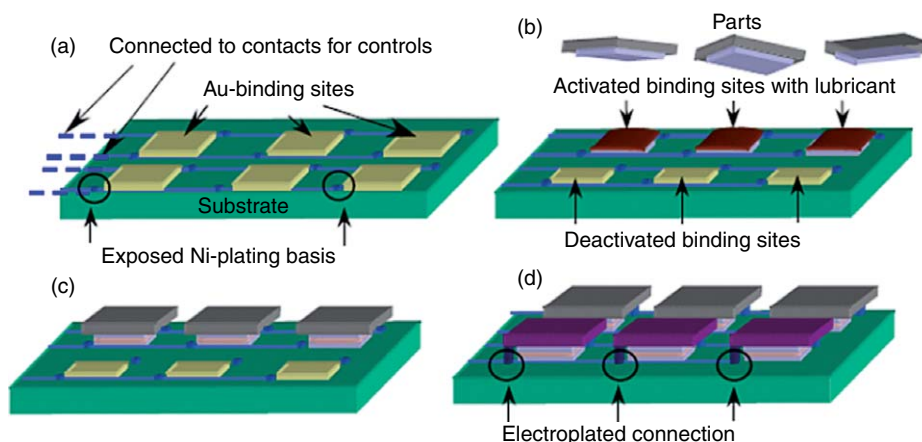 (a)
Connected to contacts for controls
Au-binding sites
Substrate
Exposed Ni-plating basis
(b)
Parts
Activated binding sites with lubricant
Deactivated binding sites
(c)
(d)
Electroplated connection